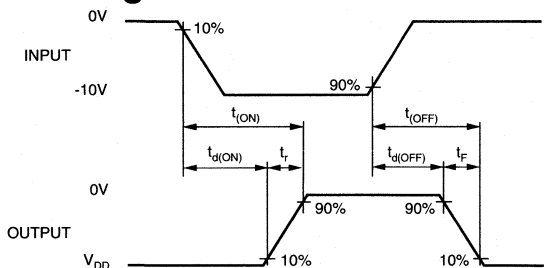 0V
10%
INPUT
-10V
90%
t(ON)
t(OFF)
td(ON)
tr
td(OFF)
tF
0V
90%
90%
OUTPUT
VDD
10%
10%